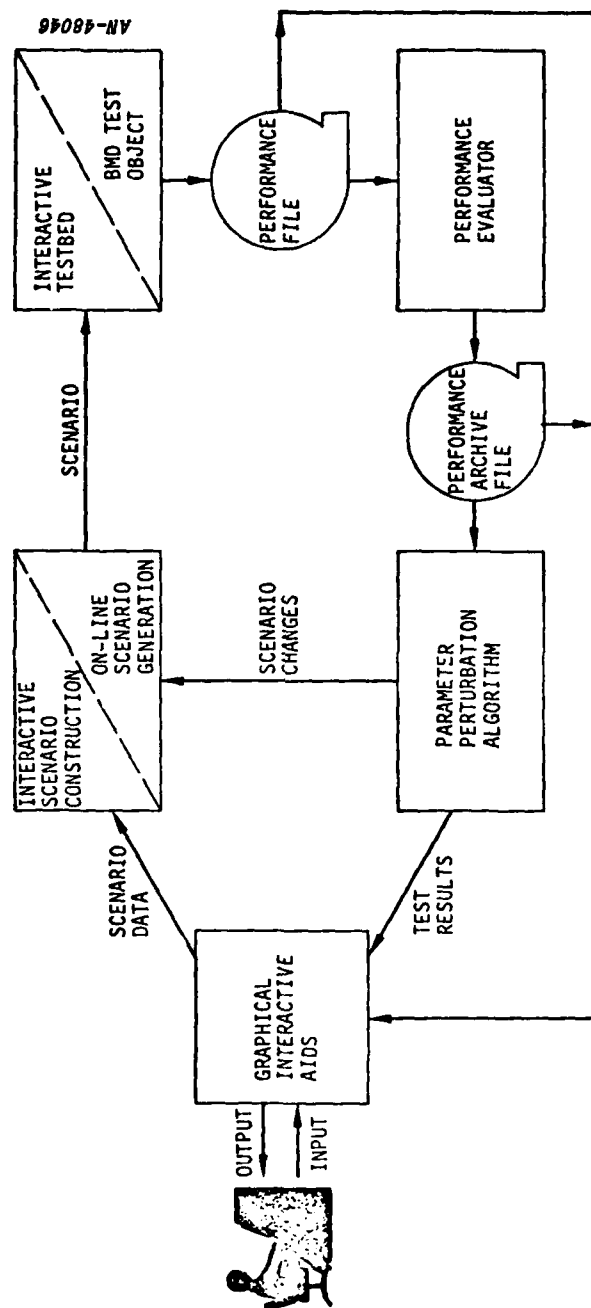 AN-48046
INTERACTIVE
TESTBED
BMD TEST
OBJECT
SCENARIO
INTERACTIVE
SCENARIO
CONSTRUCTION
ON-LINE
SCENARIO
GENERATION
SCENARIO
DATA
SCENARIO
CHANGES
PERFORMANCE
FILE
PERFORMANCE
EVALUATOR
PERFORMANCE
ARCHIVE
FILE
PARAMETER
PERTURBATION
ALGORITHM
TEST
RESULTS
GRAPHICAL
INTERACTIVE
AIDS
OUTPUT
INPUT